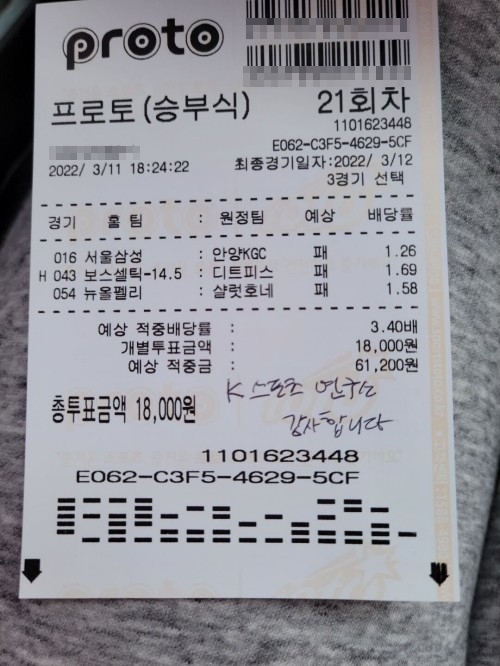 proto
프로토(승부식) 21회차
1101623448
E062-C3F5-4629-5CF
2022/ 3/11 18:24:22 최종경기일자:2022/ 3/12
3경기 선택
경기 홈 팀 : 원정팀 예상 배당률
016 서울삼성 : 안양KGC 패 1.26
H 043 보스셀틱-14.5 : 디트피스 패 1.69
054 뉴올펠리 : 샬럿호네 패 1.58
예상 적중배당률 : 3.40배
개별투표금액 : 18,000원
예상 적중금 : 61,200원
K 스포츠 연구소
감사합니다
총투표금액 18,000원
1101623448
E062-C3F5-4629-5CF